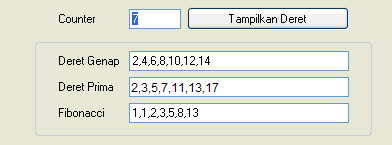 Counter 7 Tampilkan Deret
Deret Genap 2,4,6,8,10,12,14
Deret Prima 2,3,5,7,11,13,17
Fibonacci 1,1,2,3,5,8,13